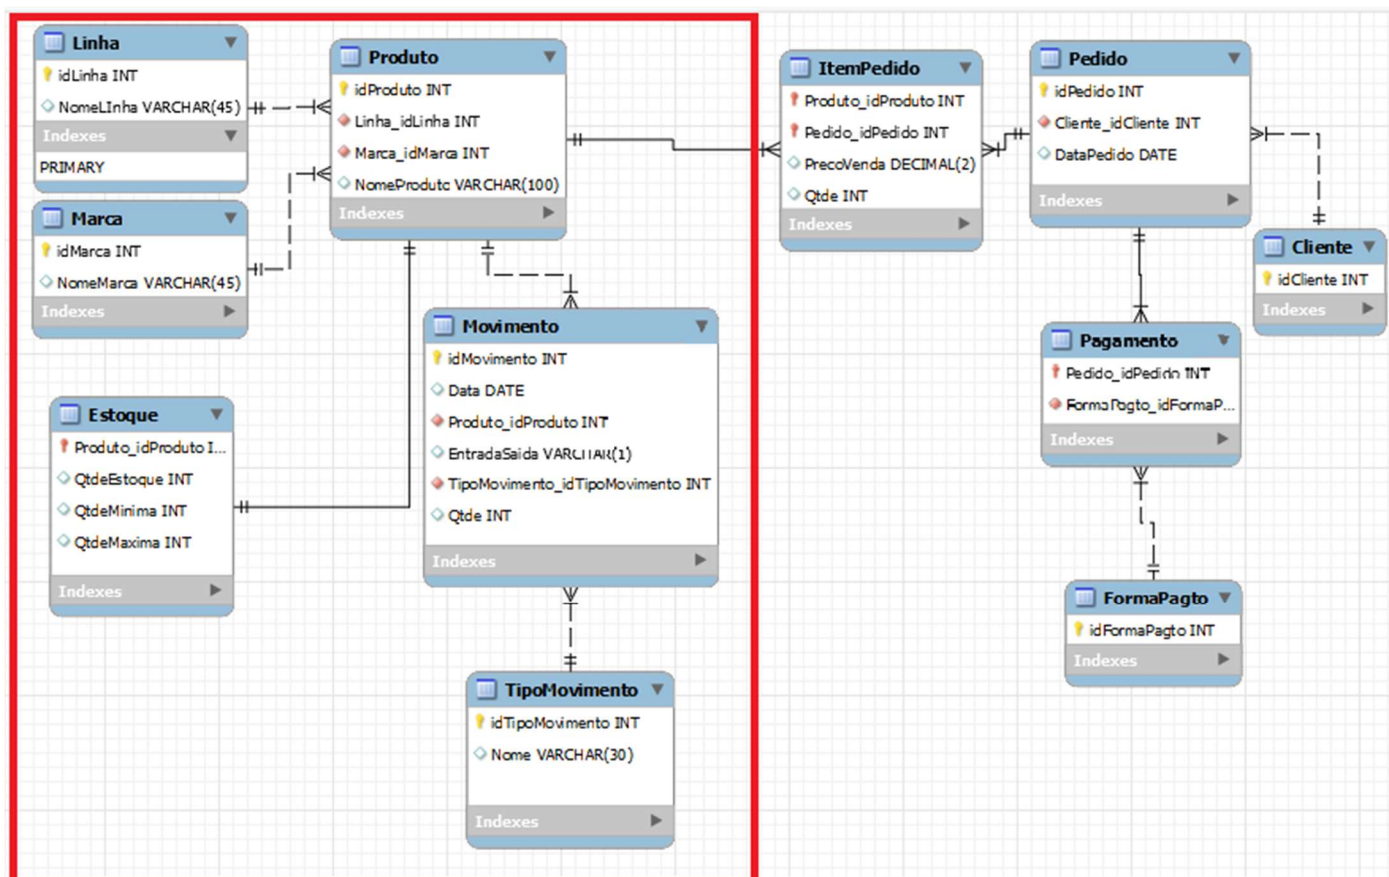 Linha
idLinha INT
NomeLInha VARCHAR(45)
Indexes
PRIMARY
Marca
idMarca INT
NomeMarca VARCHAR(45)
Indexes
Produto
idProduto INT
Linha_idLinha INT
Marca_idMarca INT
NomeProduto VARCHAR(100)
Indexes
Estoque
Produto_idProduto I...
QtdeEstoque INT
QtdeMinima INT
QtdeMaxima INT
Indexes
Movimento
idMovimento INT
Data DATE
Produto_idProduto INT
EntradaSaida VARCHAR(1)
TipoMovimento_idTipoMovimento INT
Qtde INT
Indexes
TipoMovimento
idTipoMovimento INT
Nome VARCHAR(30)
Indexes
ItemPedido
Produto_idProduto INT
Pedido_idPedido INT
PrecoVenda DECIMAL(2)
Qtde INT
Indexes
Pedido
idPedido INT
Cliente_idCliente INT
DataPedido DATE
Indexes
Cliente
idCliente INT
Indexes
Pagamento
Pedido_idPedido INT
FormaPagto_idFormaP...
Indexes
FormaPagto
idFormaPagto INT
Indexes